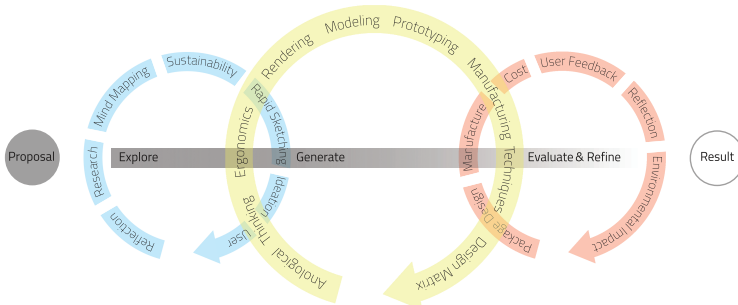 Proposal
Explore
Generate
Evaluate & Refine
Result
Reflection
Research
Mind Mapping
Sustainability
Rapid Sketching
Ideation
User
Anological Thinking
Ergonomics
Rendering
Modeling
Prototyping
Manufacturing Techniques
Design Matrix
Package Design
Manufacture
Cost
User Feedback
Reflection
Environmental Impact